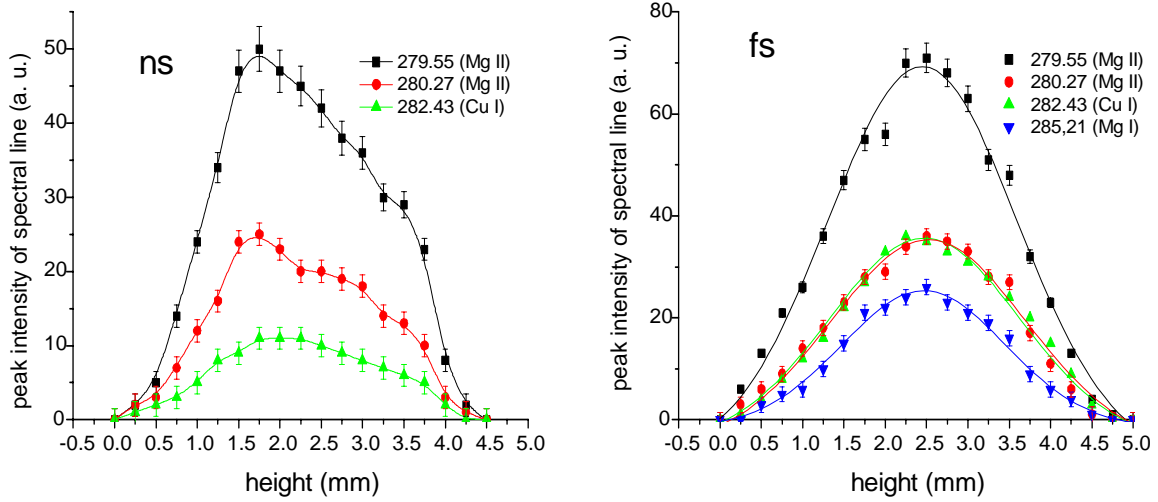 ns
279.55 (Mg II)
280.27 (Mg II)
282.43 (Cu I)
50
40
30
20
10
0
-0.5 0.0 0.5 1.0 1.5 2.0 2.5 3.0 3.5 4.0 4.5 5.0
height (mm)
peak intensity of spectral line (a. u.)
fs
279.55 (Mg II)
280.27 (Mg II)
282.43 (Cu I)
285,21 (Mg I)
80
60
40
20
0
-0.5 0.0 0.5 1.0 1.5 2.0 2.5 3.0 3.5 4.0 4.5 5.0
height (mm)
peak intensity of spectral line (a. u.)